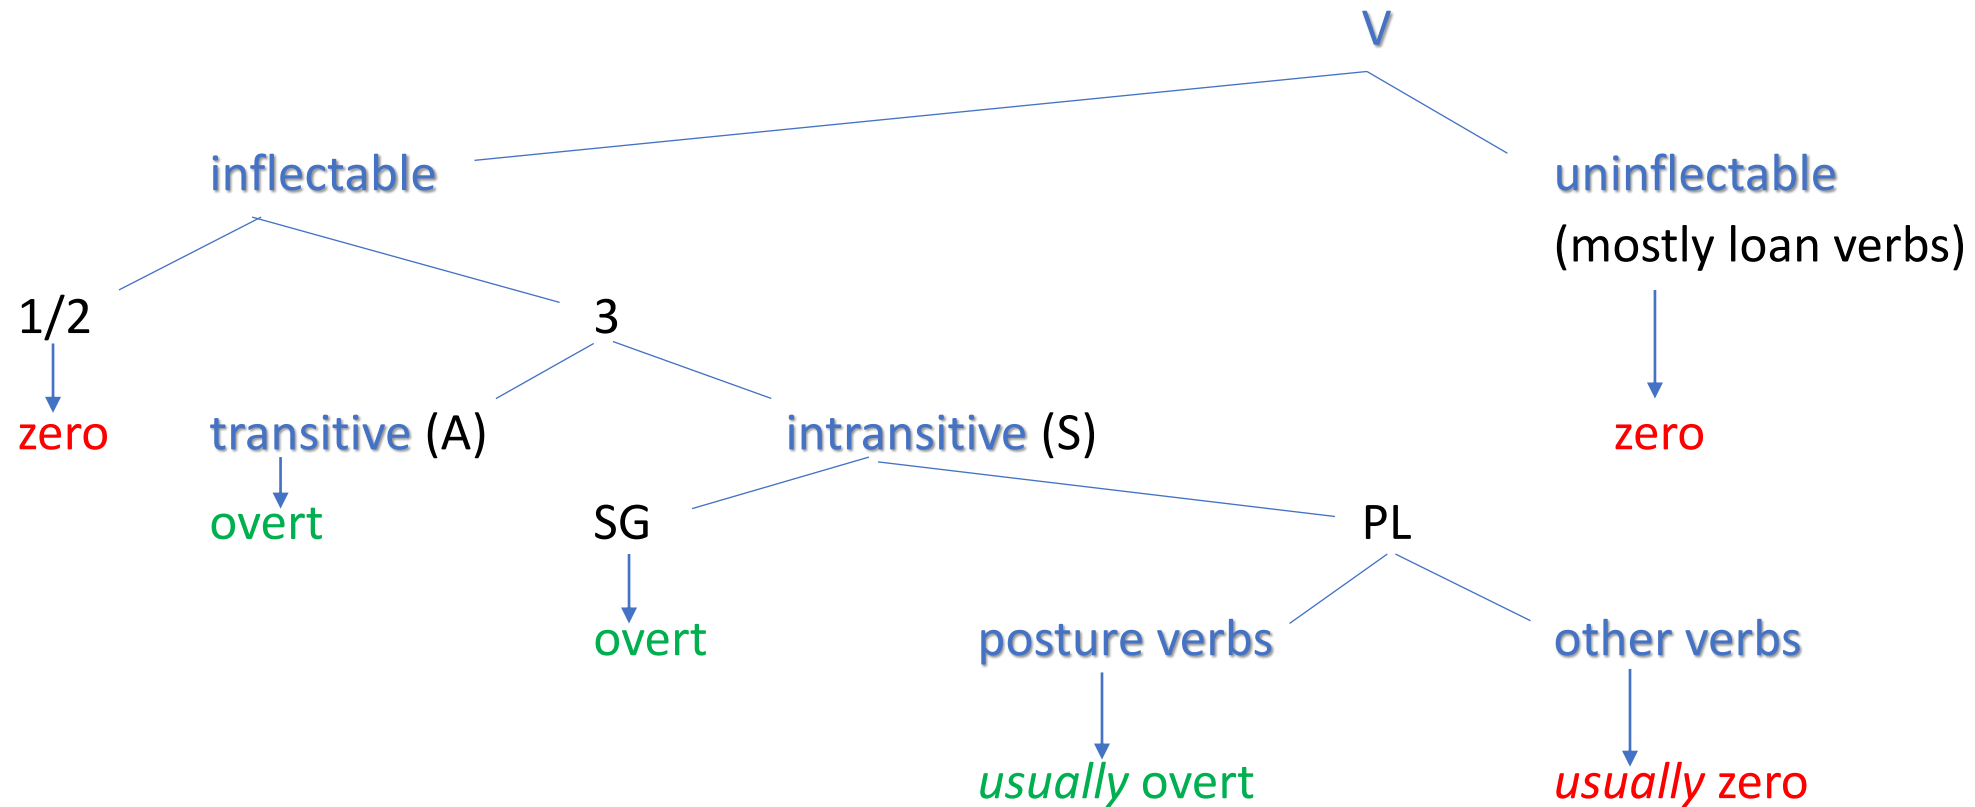 V
inflectable
uninflectable
(mostly loan verbs)
1/2
3
zero
transitive (A)
intransitive (S)
zero
overt
SG
PL
overt
posture verbs
other verbs
usually overt
usually zero